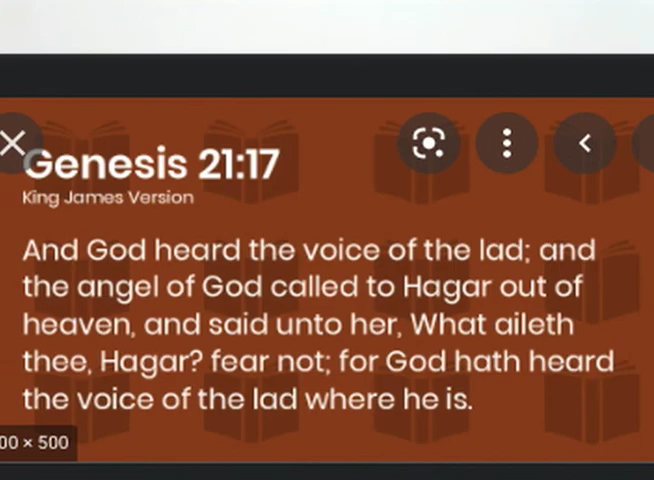 Genesis 21:17
King James Version
And God heard the voice of the lad; and
the angel of God called to Hagar out of
heaven, and said unto her, What aileth
thee, Hagar? fear not; for God hath heard
the voice of the lad where he is.
00 × 500